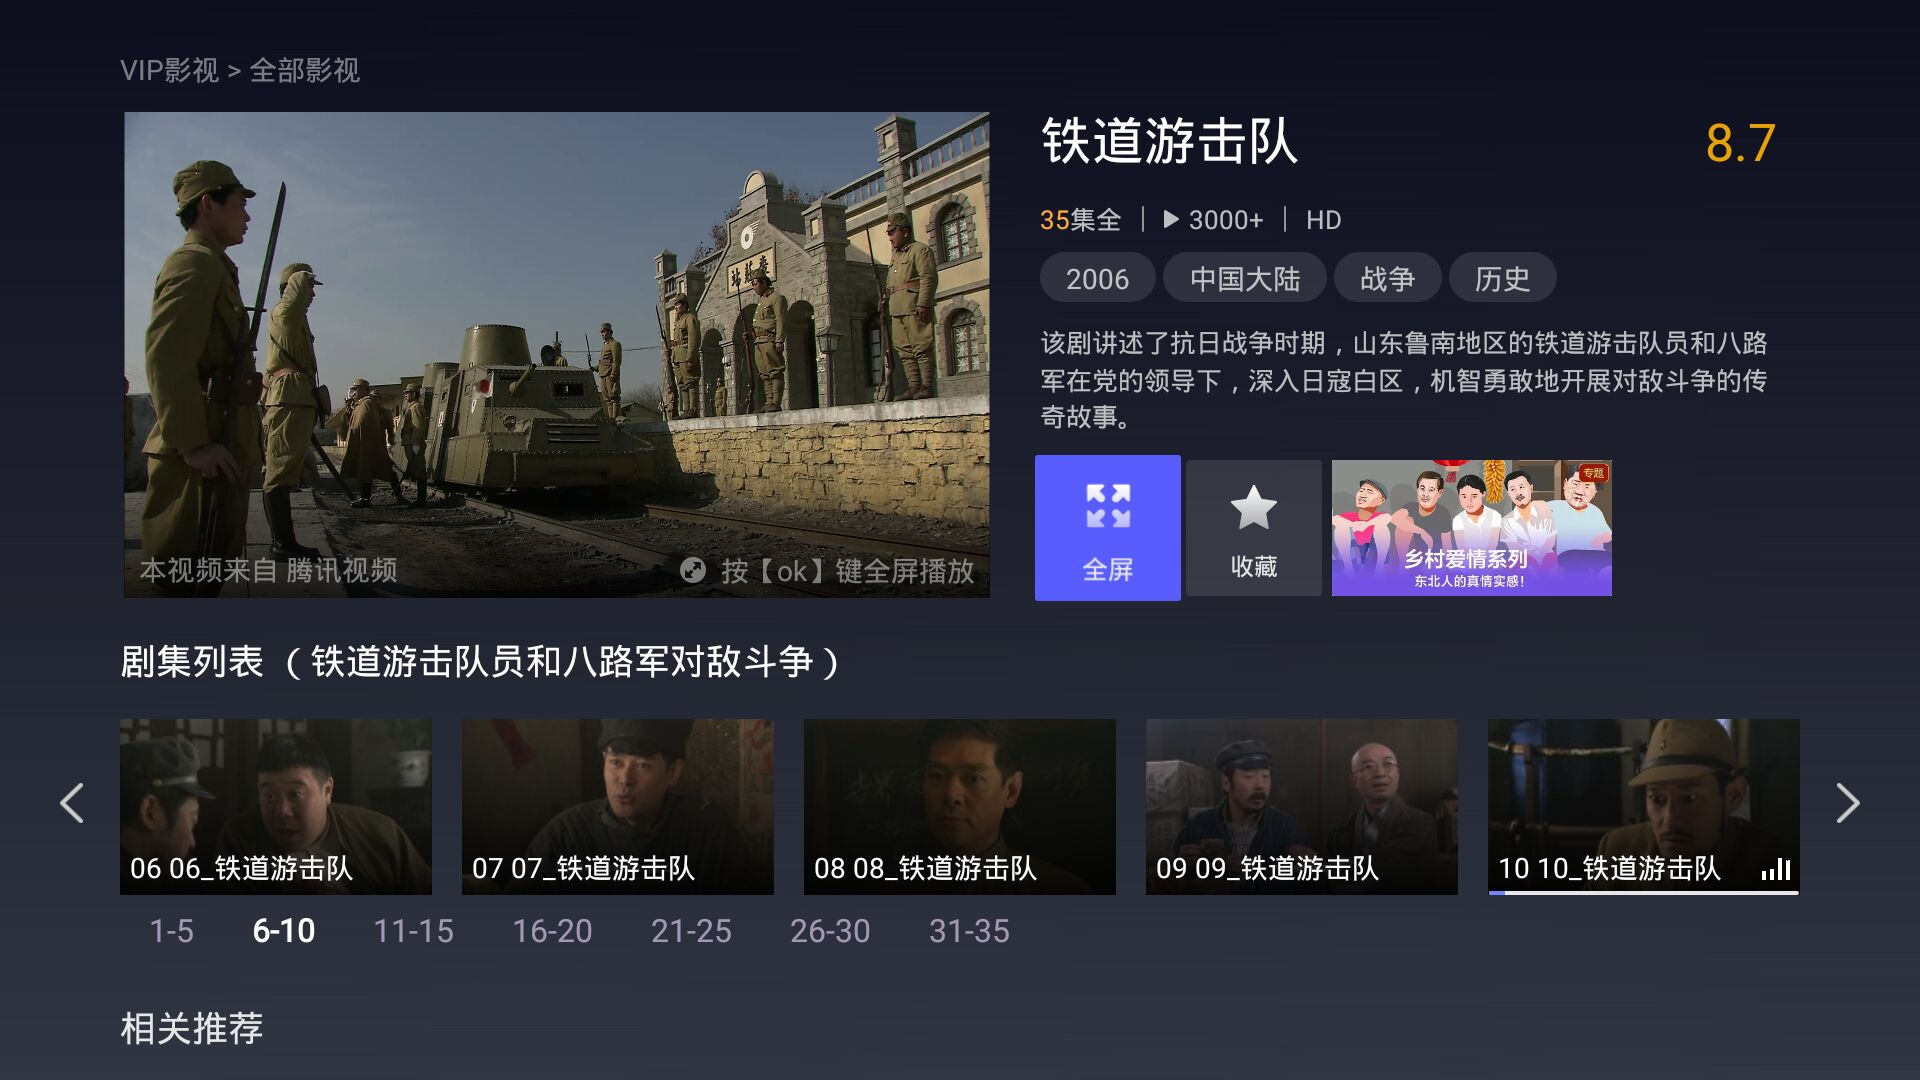 VIP影视 > 全部影视
本视频来自 腾讯视频
按【ok】键全屏播放
铁道游击队
8.7
35集全
3000+
HD
2006
中国大陆
战争
历史
该剧讲述了抗日战争时期，山东鲁南地区的铁道游击队员和八路
军在党的领导下，深入日寇白区，机智勇敢地开展对敌斗争的传
奇故事。
全屏
收藏
专题
乡村爱情系列
东北人的真情实感！
剧集列表（铁道游击队员和八路军对敌斗争）
06 06_铁道游击队
07 07_铁道游击队
08 08_铁道游击队
09 09_铁道游击队
10 10_铁道游击队
1-5
6-10
11-15
16-20
21-25
26-30
31-35
相关推荐